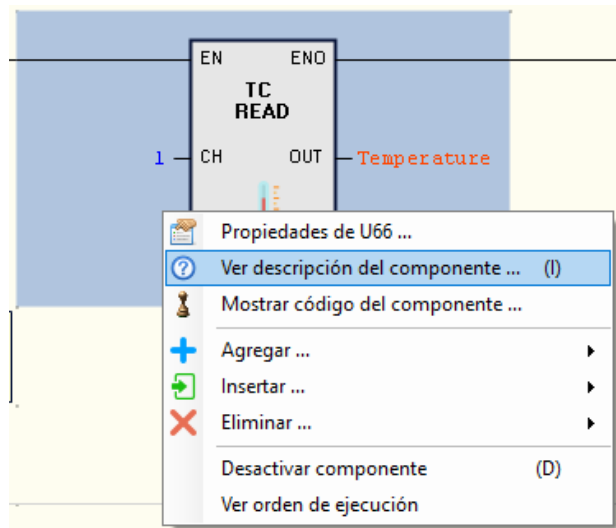 EN ENO
TC
READ
1 CH OUT Temperature
Propiedades de U66 ...
Ver descripción del componente ... (I)
Mostrar código del componente ...
Agregar ...
Insertar ...
Eliminar ...
Desactivar componente (D)
Ver orden de ejecución